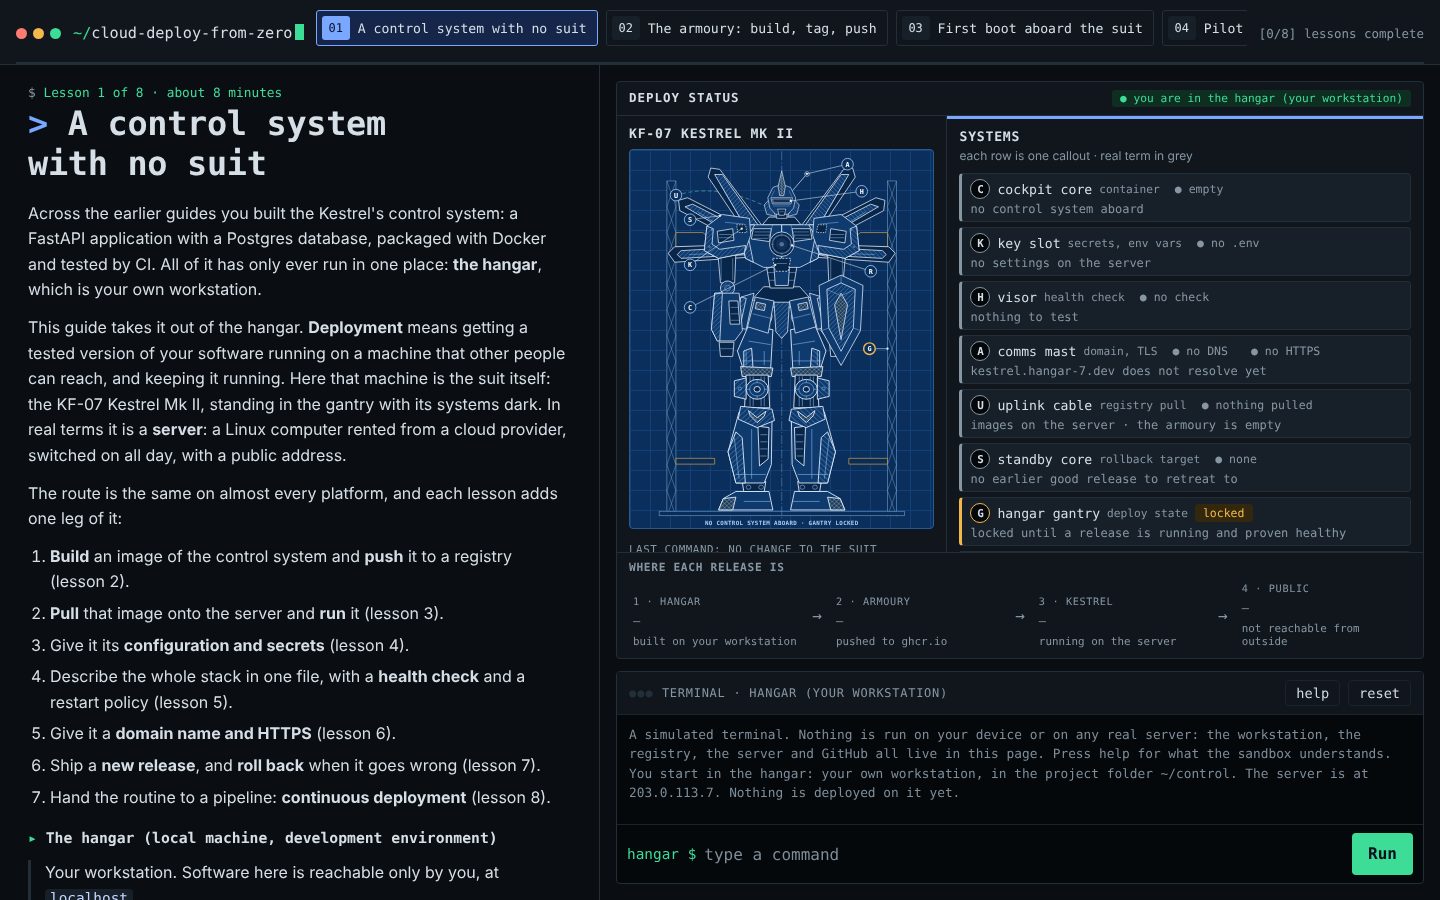 ~/cloud-deploy-from-zero
01 A control system with no suit
02 The armoury: build, tag, push
03 First boot aboard the suit
04 Pilot
[0/8] lessons complete
$ Lesson 1 of 8 · about 8 minutes
> A control system
with no suit
Across the earlier guides you built the Kestrel's control system: a
FastAPI application with a Postgres database, packaged with Docker
and tested by CI. All of it has only ever run in one place: the hangar,
which is your own workstation.
This guide takes it out of the hangar. Deployment means getting a
tested version of your software running on a machine that other people
can reach, and keeping it running. Here that machine is the suit itself:
the KF-07 Kestrel Mk II, standing in the gantry with its systems dark. In
real terms it is a server: a Linux computer rented from a cloud provider,
switched on all day, with a public address.
The route is the same on almost every platform, and each lesson adds
one leg of it:
1. Build an image of the control system and push it to a registry
(lesson 2).
2. Pull that image onto the server and run it (lesson 3).
3. Give it its configuration and secrets (lesson 4).
4. Describe the whole stack in one file, with a health check and a
restart policy (lesson 5).
5. Give it a domain name and HTTPS (lesson 6).
6. Ship a new release, and roll back when it goes wrong (lesson 7).
7. Hand the routine to a pipeline: continuous deployment (lesson 8).
▸ The hangar (local machine, development environment)
Your workstation. Software here is reachable only by you, at
localhost
DEPLOY STATUS
● you are in the hangar (your workstation)
KF-07 KESTREL MK II
A
U
H
S
K
R
C
G
NO CONTROL SYSTEM ABOARD · GANTRY LOCKED
LAST COMMAND: NO CHANGE TO THE SUIT
SYSTEMS
each row is one callout · real term in grey
C cockpit core container ● empty
no control system aboard
K key slot secrets, env vars ● no .env
no settings on the server
H visor health check ● no check
nothing to test
A comms mast domain, TLS ● no DNS ● no HTTPS
kestrel.hangar-7.dev does not resolve yet
U uplink cable registry pull ● nothing pulled
images on the server · the armoury is empty
S standby core rollback target ● none
no earlier good release to retreat to
G hangar gantry deploy state locked
locked until a release is running and proven healthy
WHERE EACH RELEASE IS
1 · HANGAR
—
built on your workstation
→
2 · ARMOURY
—
pushed to ghcr.io
→
3 · KESTREL
—
running on the server
→
4 · PUBLIC
—
not reachable from
outside
TERMINAL · HANGAR (YOUR WORKSTATION)
help
reset
A simulated terminal. Nothing is run on your device or on any real server: the workstation, the
registry, the server and GitHub all live in this page. Press help for what the sandbox understands.
You start in the hangar: your own workstation, in the project folder ~/control. The server is at
203.0.113.7. Nothing is deployed on it yet.
hangar $ type a command
Run